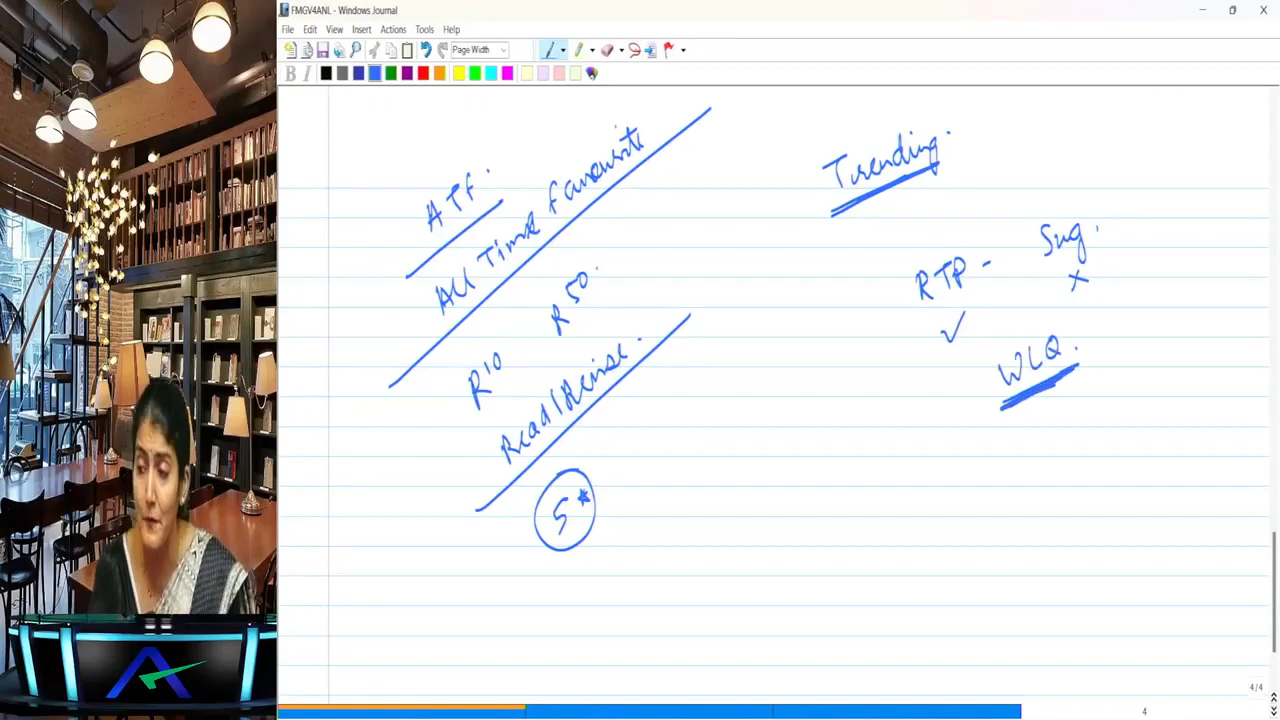 FMGV4ANL - Windows Journal
File Edit View Insert Actions Tools Help
Page Width
B I
ATF.
All Time Favourite
R10 R50.
Read/Revise.
5*
Trending.
RTP - Sug.
✓ ×
WLQ.
4/4
4